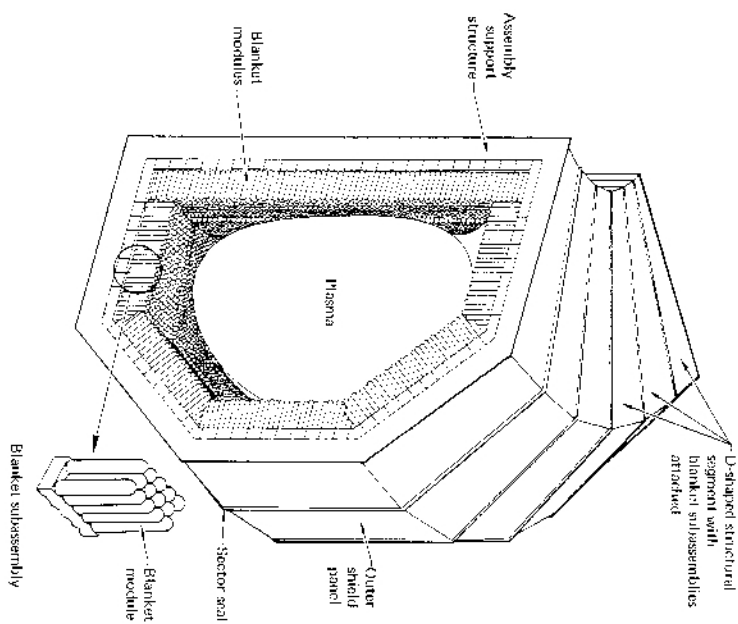 D-shaped structural
segment with
blanket subassemblies
attached
Assembly
support
structure
Outer
shield
panel
Plasma
Blanket
modules
Sector seal
Blanket
module
Blanket subassembly